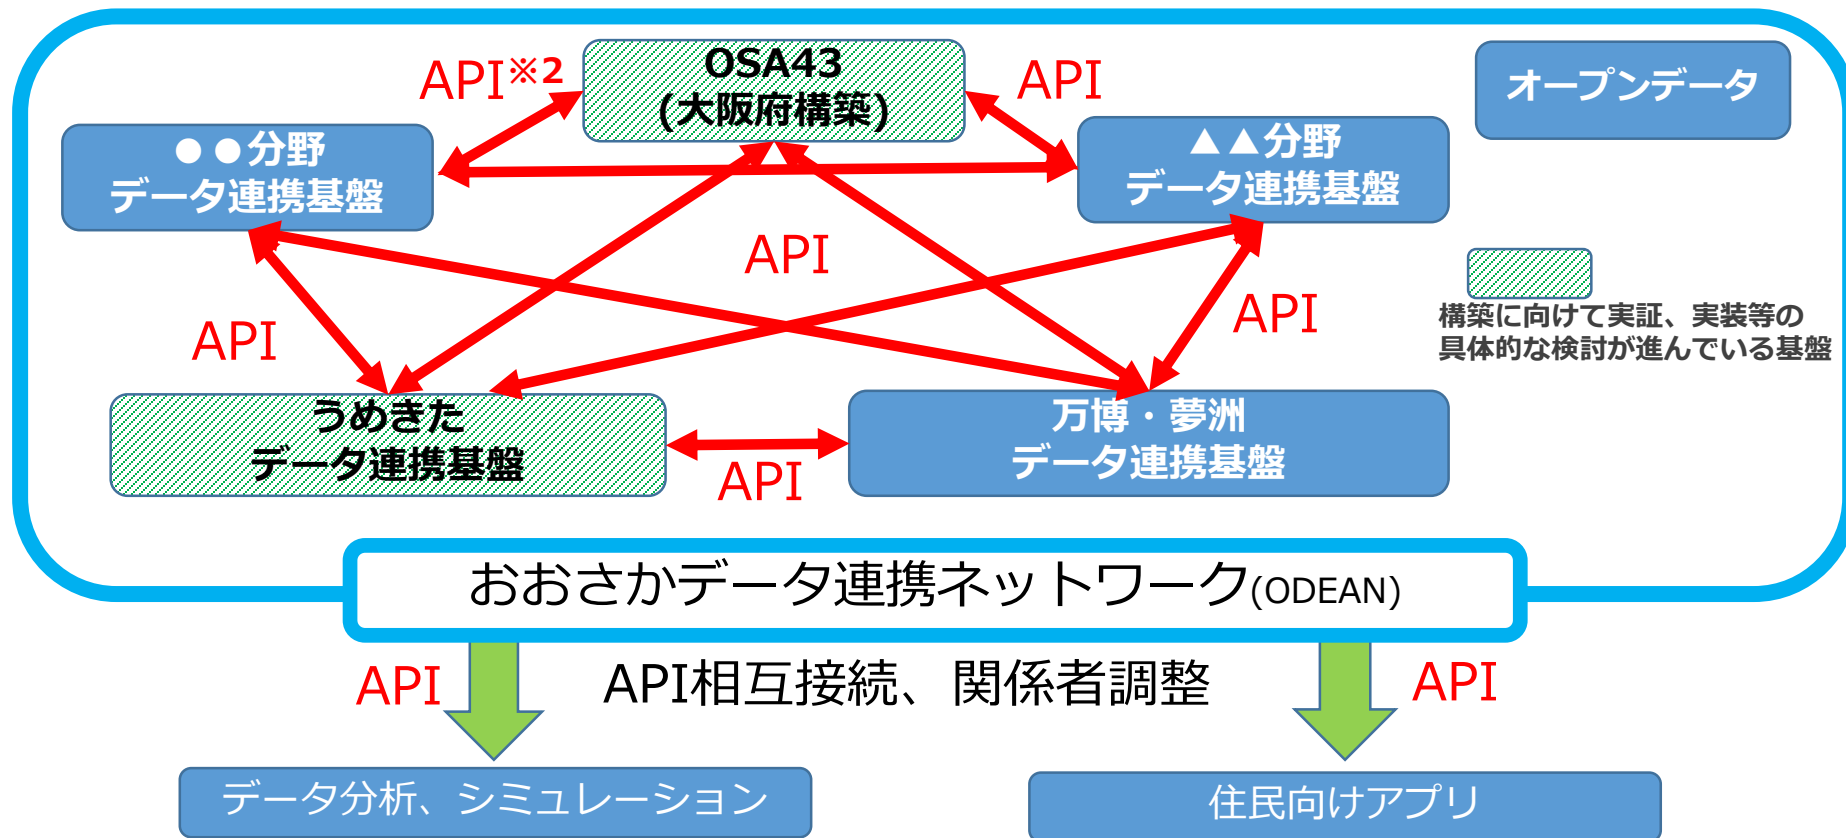 API※2
OSA43
(大阪府構築)
API
オープンデータ
●●分野
データ連携基盤
▲▲分野
データ連携基盤
API
API
API
構築に向けて実証、実装等の
具体的な検討が進んでいる基盤
うめきた
データ連携基盤
API
万博・夢洲
データ連携基盤
おおさかデータ連携ネットワーク(ODEAN)
API
API相互接続、関係者調整
API
データ分析、シミュレーション
住民向けアプリ